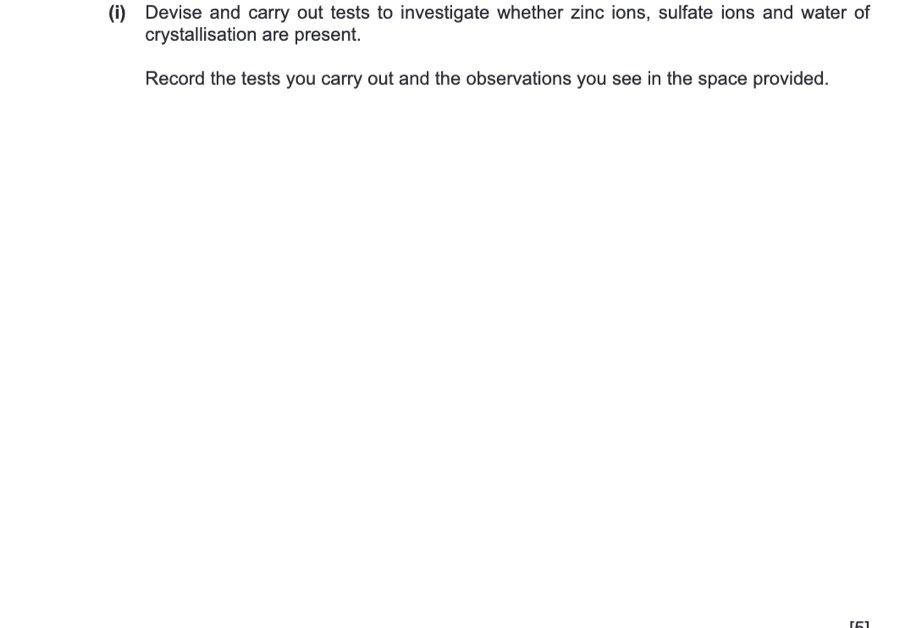 (i) Devise and carry out tests to investigate whether zinc ions, sulfate ions and water of
crystallisation are present.
Record the tests you carry out and the observations you see in the space provided.
[5]